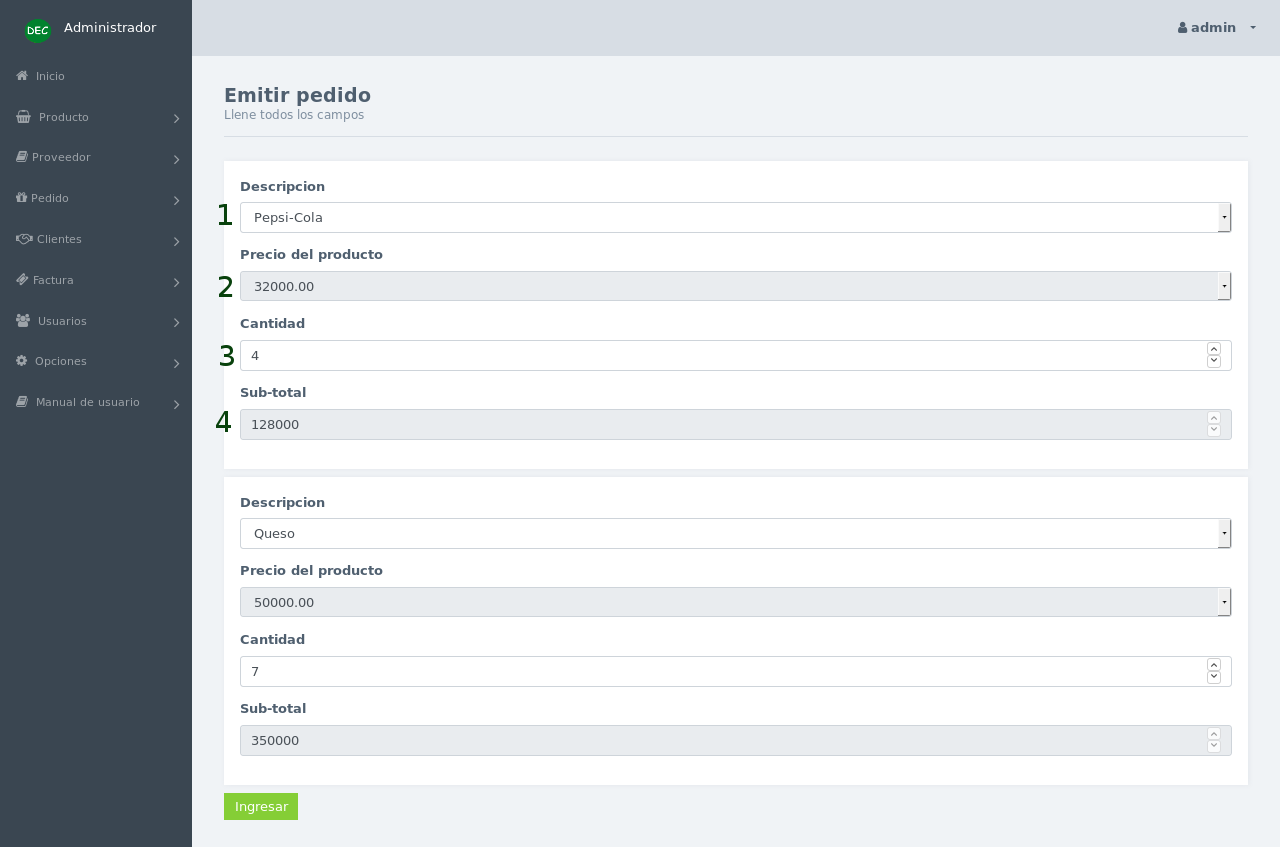 DEC Administrador
admin
Inicio
Producto
Proveedor
Pedido
Clientes
Factura
Usuarios
Opciones
Manual de usuario
Emitir pedido
Llene todos los campos
Descripcion
1 Pepsi-Cola
Precio del producto
2 32000.00
Cantidad
3 4
Sub-total
4 128000
Descripcion
Queso
Precio del producto
50000.00
Cantidad
7
Sub-total
350000
Ingresar